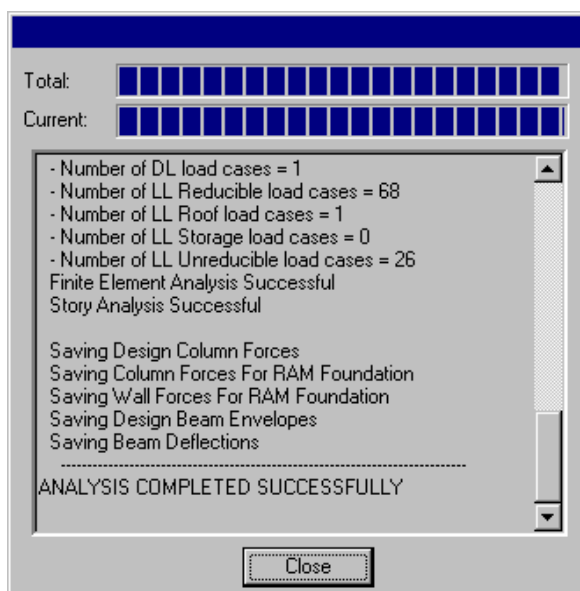 Total:
Current:
- Number of DL load cases = 1
- Number of LL Reducible load cases = 68
- Number of LL Roof load cases = 1
- Number of LL Storage load cases = 0
- Number of LL Unreducible load cases = 26
Finite Element Analysis Successful
Story Analysis Successful
Saving Design Column Forces
Saving Column Forces For RAM Foundation
Saving Wall Forces For RAM Foundation
Saving Design Beam Envelopes
Saving Beam Deflections
--------------------------------------------------------------------------------
ANALYSIS COMPLETED SUCCESSFULLY
Close